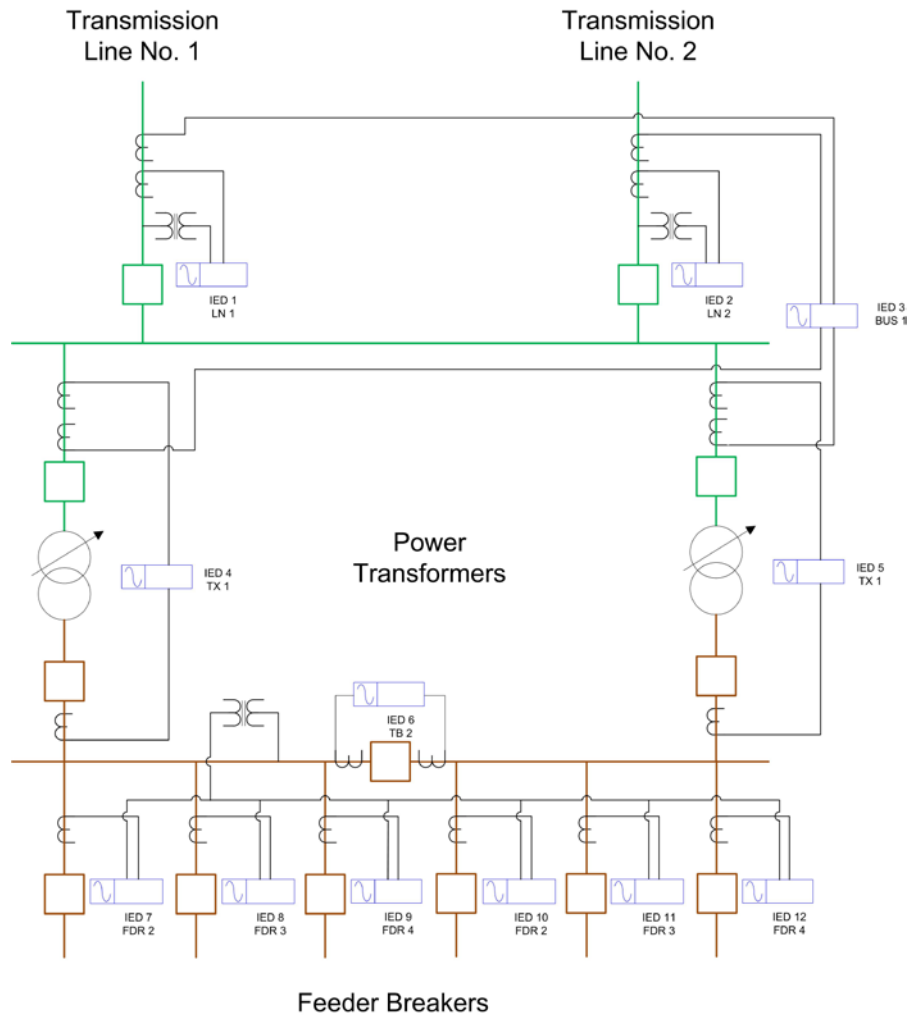 Transmission
Line No. 1
Transmission
Line No. 2
IED 1
LN 1
IED 2
LN 2
IED 3
BUS 1
Power
Transformers
IED 4
TX 1
IED 5
TX 1
IED 6
TB 2
IED 7
FDR 2
IED 8
FDR 3
IED 9
FDR 4
IED 10
FDR 2
IED 11
FDR 3
IED 12
FDR 4
Feeder Breakers